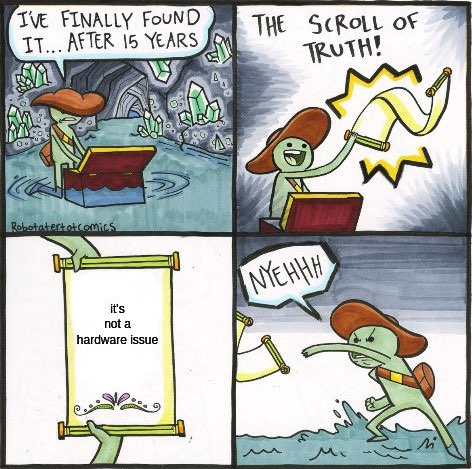 I'VE FINALLY FOUND
IT... AFTER 15 YEARS
THE SCROLL OF
TRUTH!
Robotatertotcomics
it's
not a
hardware issue
NYEHHH